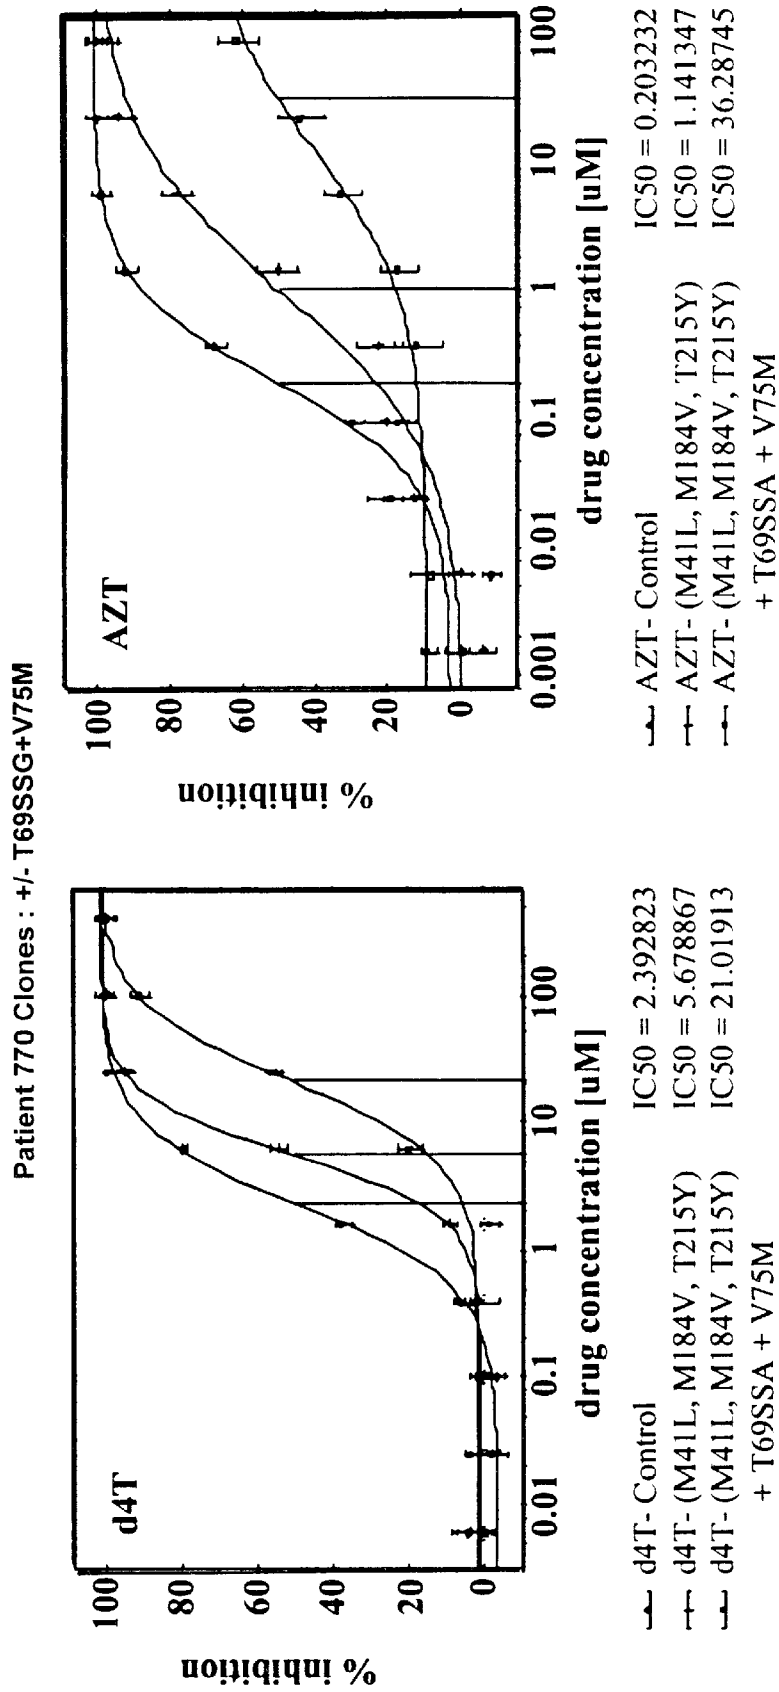 Patient 770 Clones : +/- T69SSG+V75M
d4T
% inhibition
100
80
60
40
20
0
0.01
0.1
1
10
100
drug concentration [uM]
d4T- Control IC50 = 2.392823
d4T- (M41L, M184V, T215Y) IC50 = 5.678867
d4T- (M41L, M184V, T215Y) IC50 = 21.01913
+ T69SSA + V75M
AZT
% inhibition
100
80
60
40
20
0
0.001
0.01
0.1
1
10
100
drug concentration [uM]
AZT- Control IC50 = 0.203232
AZT- (M41L, M184V, T215Y) IC50 = 1.141347
AZT- (M41L, M184V, T215Y) IC50 = 36.28745
+ T69SSA + V75M